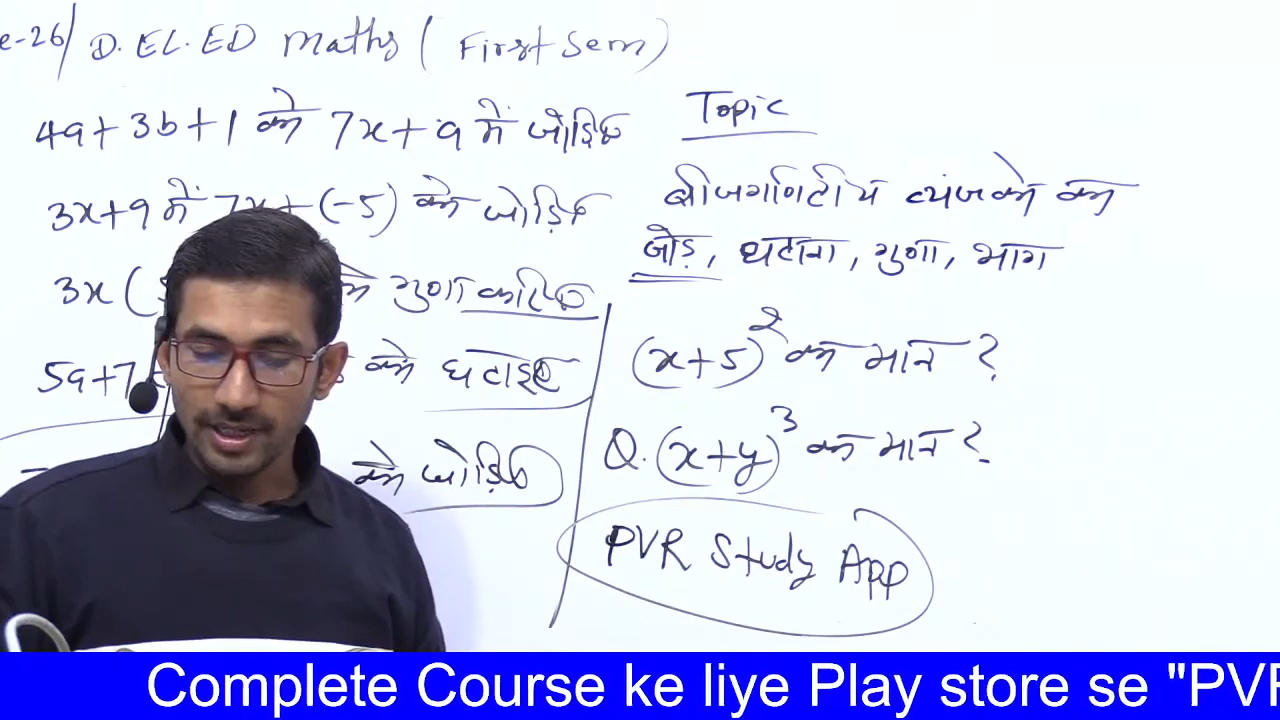 e-26/ D.EL.ED Maths ( First Sem )
4a+3b+1 को 7x+9 में जोड़िए
3x+9 में 7x+(-5) को जोड़िए
3x ( गुणा कीजिए
5a+7 को घटाइए
को जोड़िए
Topic
बीजगणितीय व्यंजको का
जोड़, घटाना, गुणा, भाग
(x+5)² का मान ?
Q. (x+y)³ का मान ?
PVR Study App
Complete Course ke liye Play store se "PVR